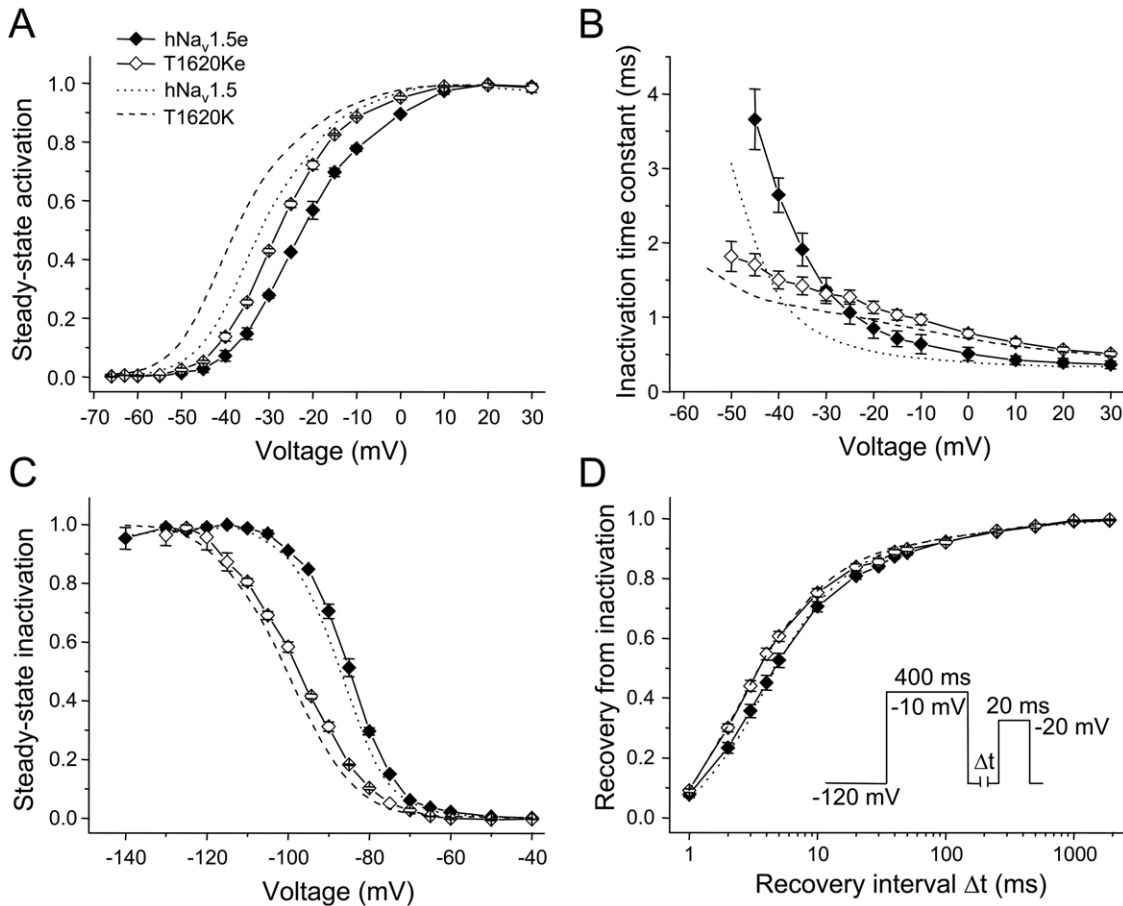 A
hNav1.5e
T1620Ke
hNav1.5
T1620K
Steady-state activation
1.0
0.8
0.6
0.4
0.2
0.0
-70 -60 -50 -40 -30 -20 -10 0 10 20 30
Voltage (mV)
B
Inactivation time constant (ms)
4
3
2
1
0
-60 -50 -40 -30 -20 -10 0 10 20 30
Voltage (mV)
C
Steady-state inactivation
1.0
0.8
0.6
0.4
0.2
0.0
-140 -120 -100 -80 -60 -40
Voltage (mV)
D
Recovery from inactivation
1.0
0.8
0.6
0.4
0.2
0.0
400 ms
-10 mV
20 ms
-20 mV
Δt
-120 mV
1 10 100 1000
Recovery interval Δt (ms)